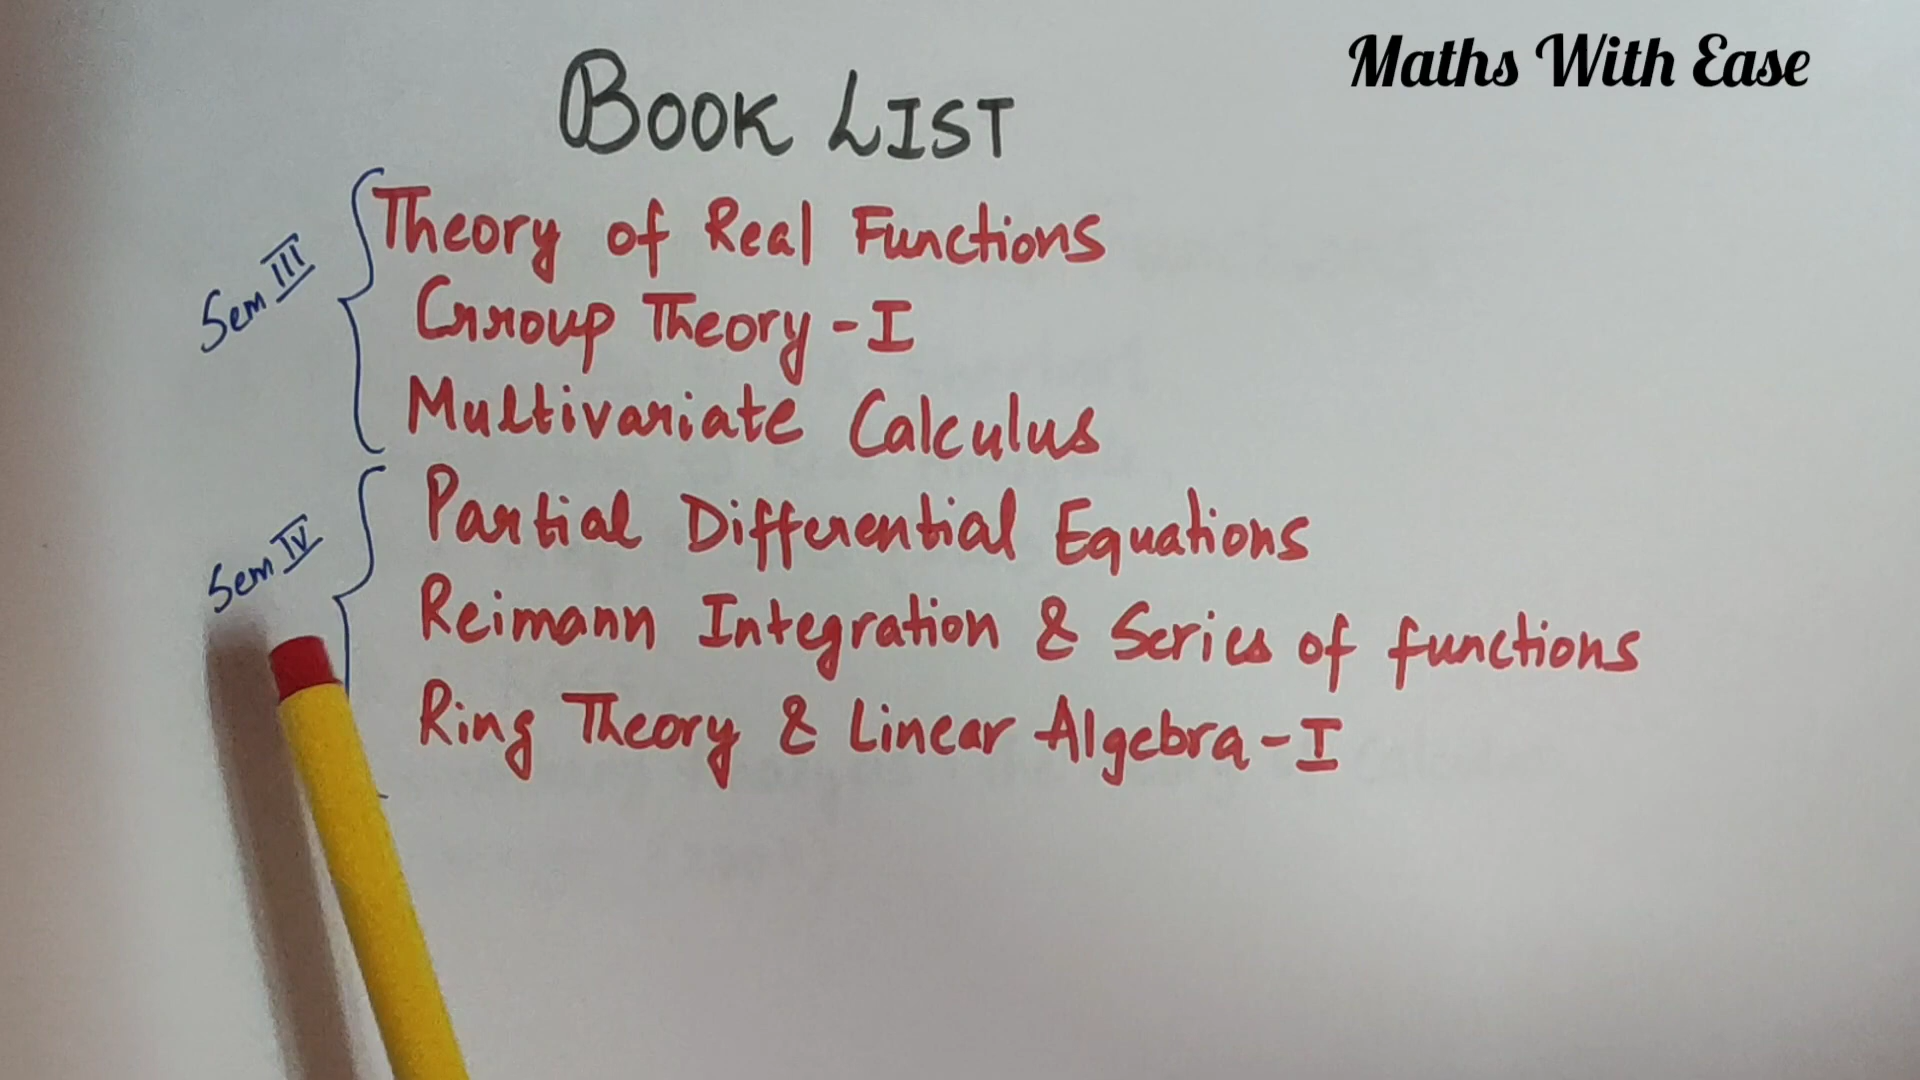 Maths With Ease
BOOK LIST
Sem III
Theory of Real Functions
Group Theory - I
Multivariate Calculus
Sem IV
Partial Differential Equations
Reimann Integration & Series of functions
Ring Theory & Linear Algebra - I